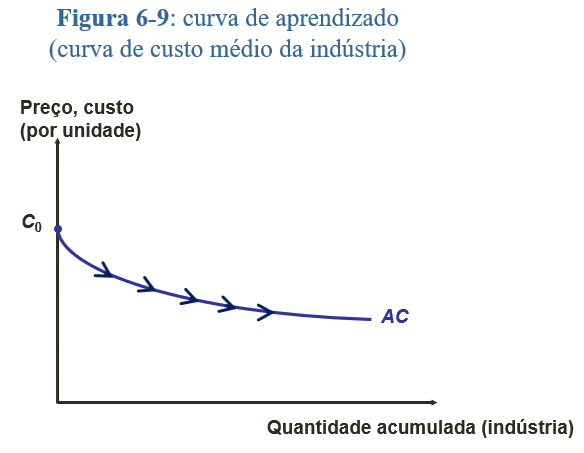 Figura 6-9: curva de aprendizado
(curva de custo médio da indústria)
Preço, custo
(por unidade)
C0
AC
Quantidade acumulada (indústria)